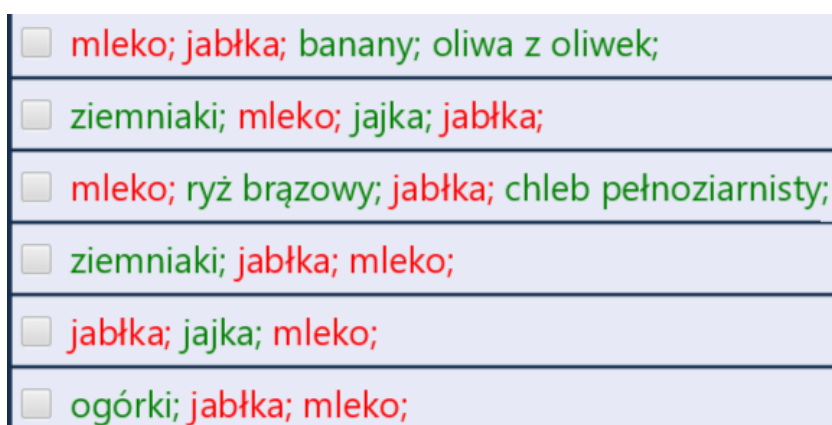 mleko; jabłka; banany; oliwa z oliwek;
ziemniaki; mleko; jajka; jabłka;
mleko; ryż brązowy; jabłka; chleb pełnoziarnisty;
ziemniaki; jabłka; mleko;
jabłka; jajka; mleko;
ogórki; jabłka; mleko;